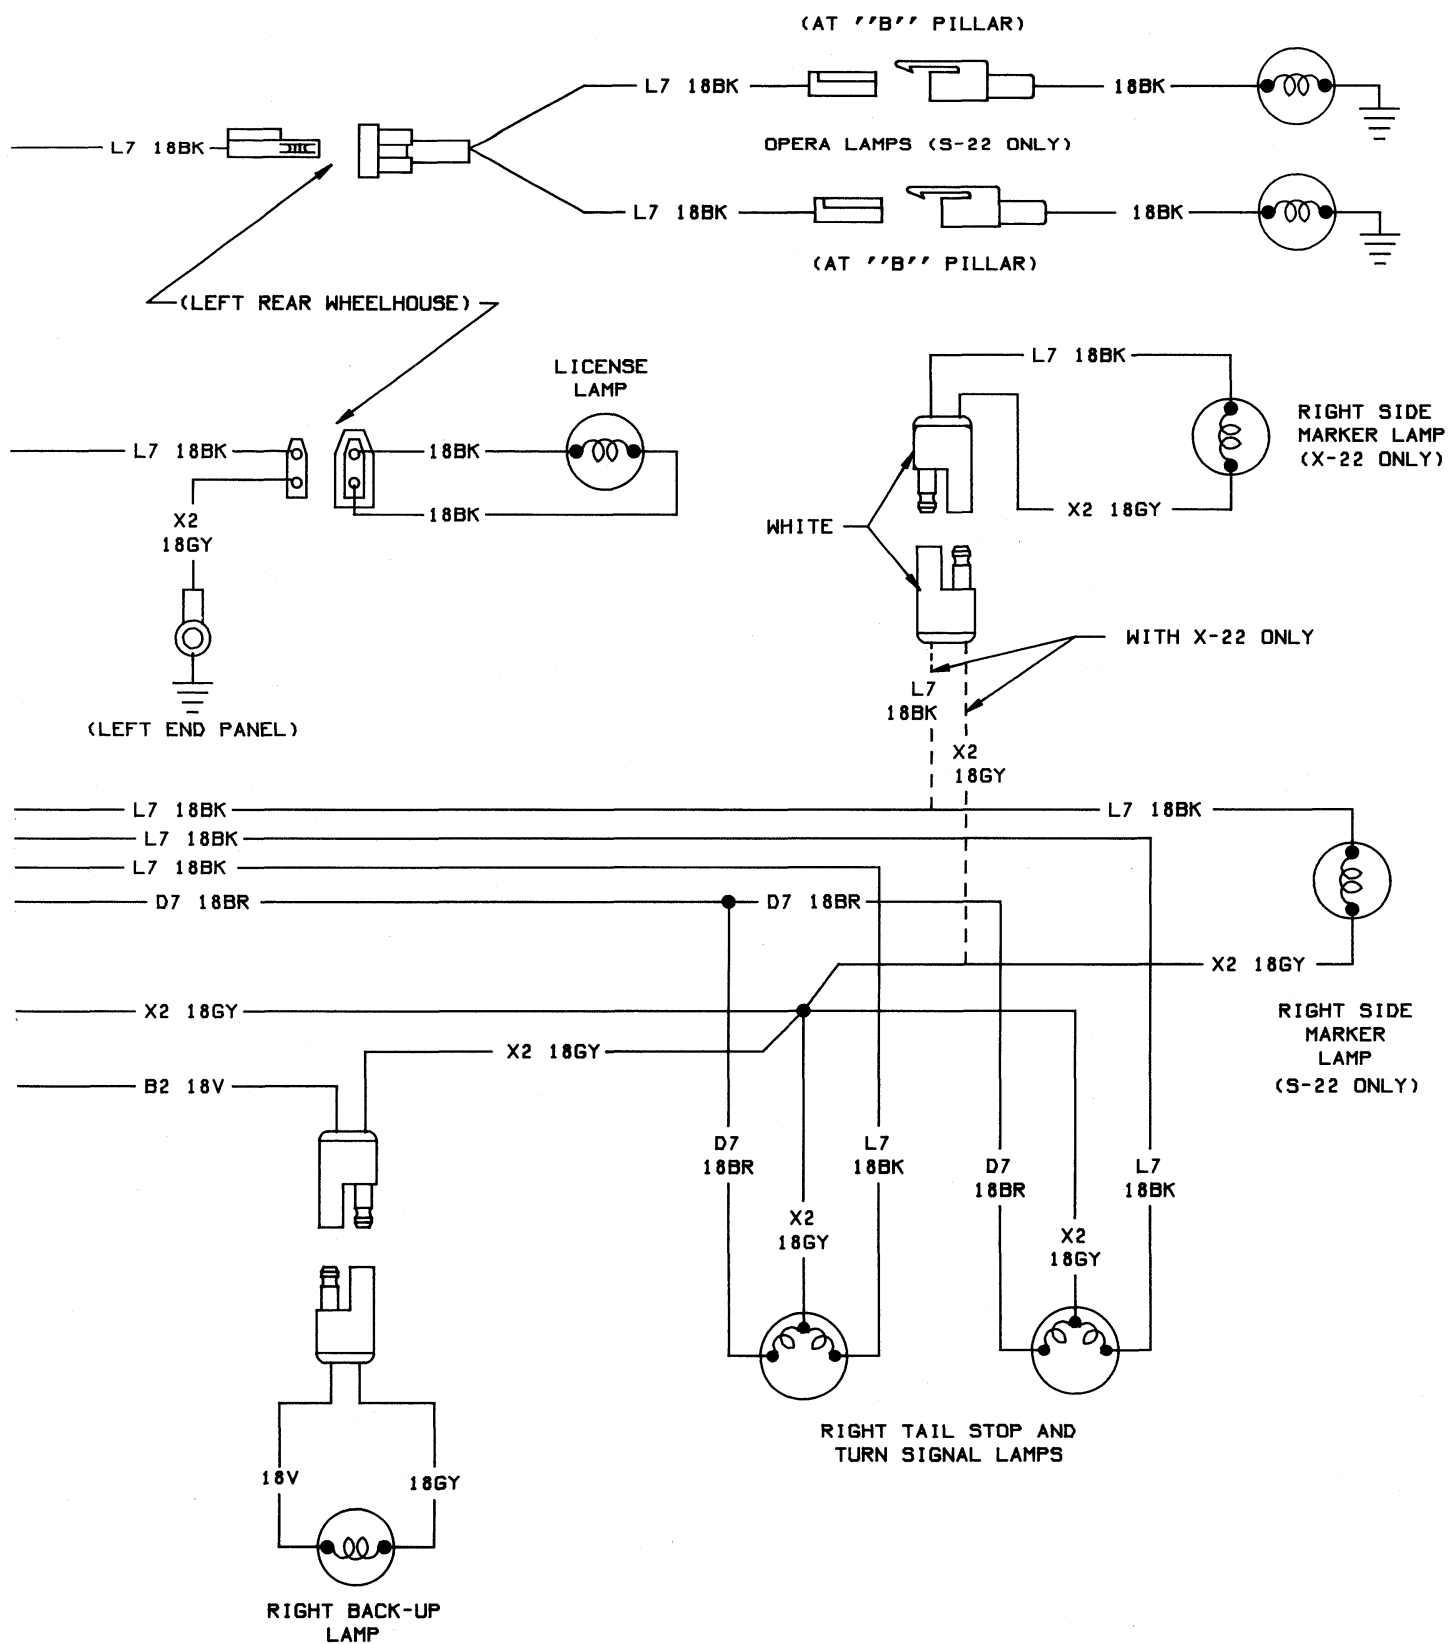 (AT ''B'' PILLAR)
L7 18BK
18BK
L7 18BK
OPERA LAMPS (S-22 ONLY)
L7 18BK
18BK
(AT ''B'' PILLAR)
(LEFT REAR WHEELHOUSE)
LICENSE
LAMP
L7 18BK
RIGHT SIDE
MARKER LAMP
(X-22 ONLY)
L7 18BK
18BK
18BK
X2
18GY
X2 18GY
WHITE
WITH X-22 ONLY
L7
18BK
(LEFT END PANEL)
X2
18GY
L7 18BK
L7 18BK
L7 18BK
L7 18BK
D7 18BR
D7 18BR
X2 18GY
X2 18GY
RIGHT SIDE
MARKER
LAMP
(S-22 ONLY)
X2 18GY
B2 18V
D7
18BR
L7
18BK
D7
18BR
L7
18BK
X2
18GY
X2
18GY
RIGHT TAIL STOP AND
TURN SIGNAL LAMPS
18V
18GY
RIGHT BACK-UP
LAMP